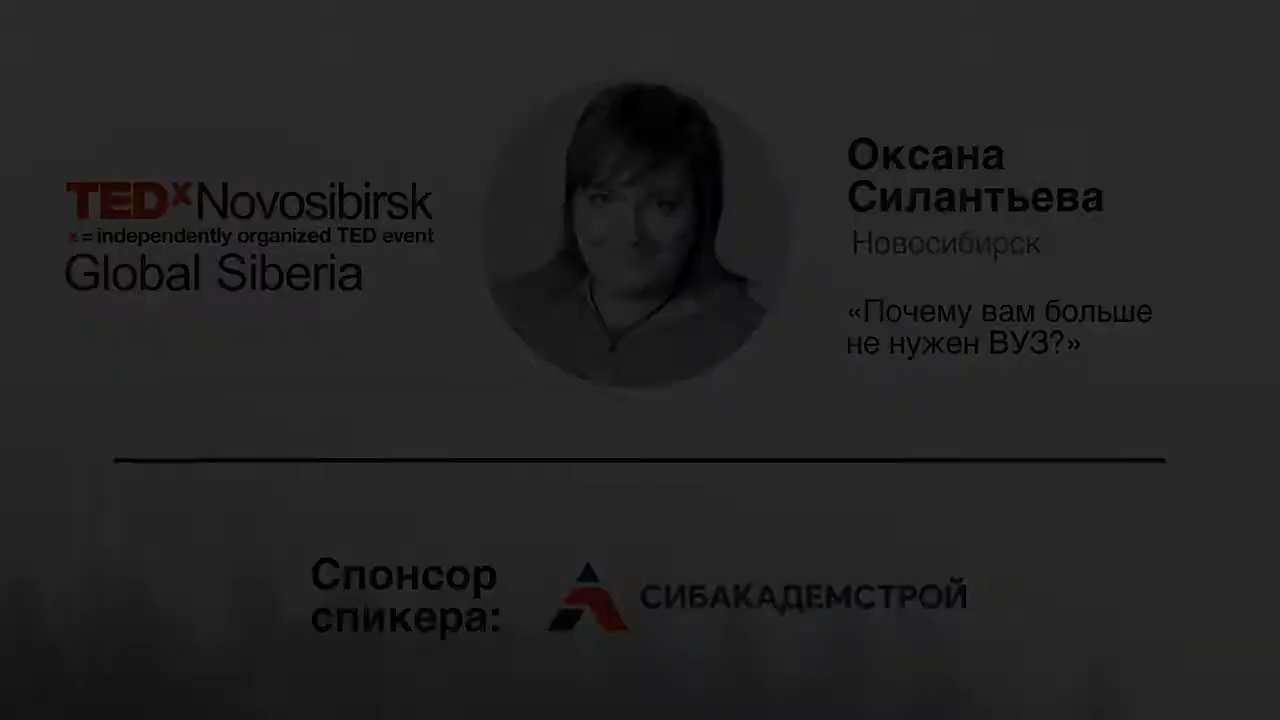 TEDxNovosibirsk
x = independently organized TED event
Global Siberia
Оксана
Силантьева
Новосибирск
«Почему вам больше
не нужен ВУЗ?»
Спонсор
спикера:
СИБАКАДЕМСТРОЙ